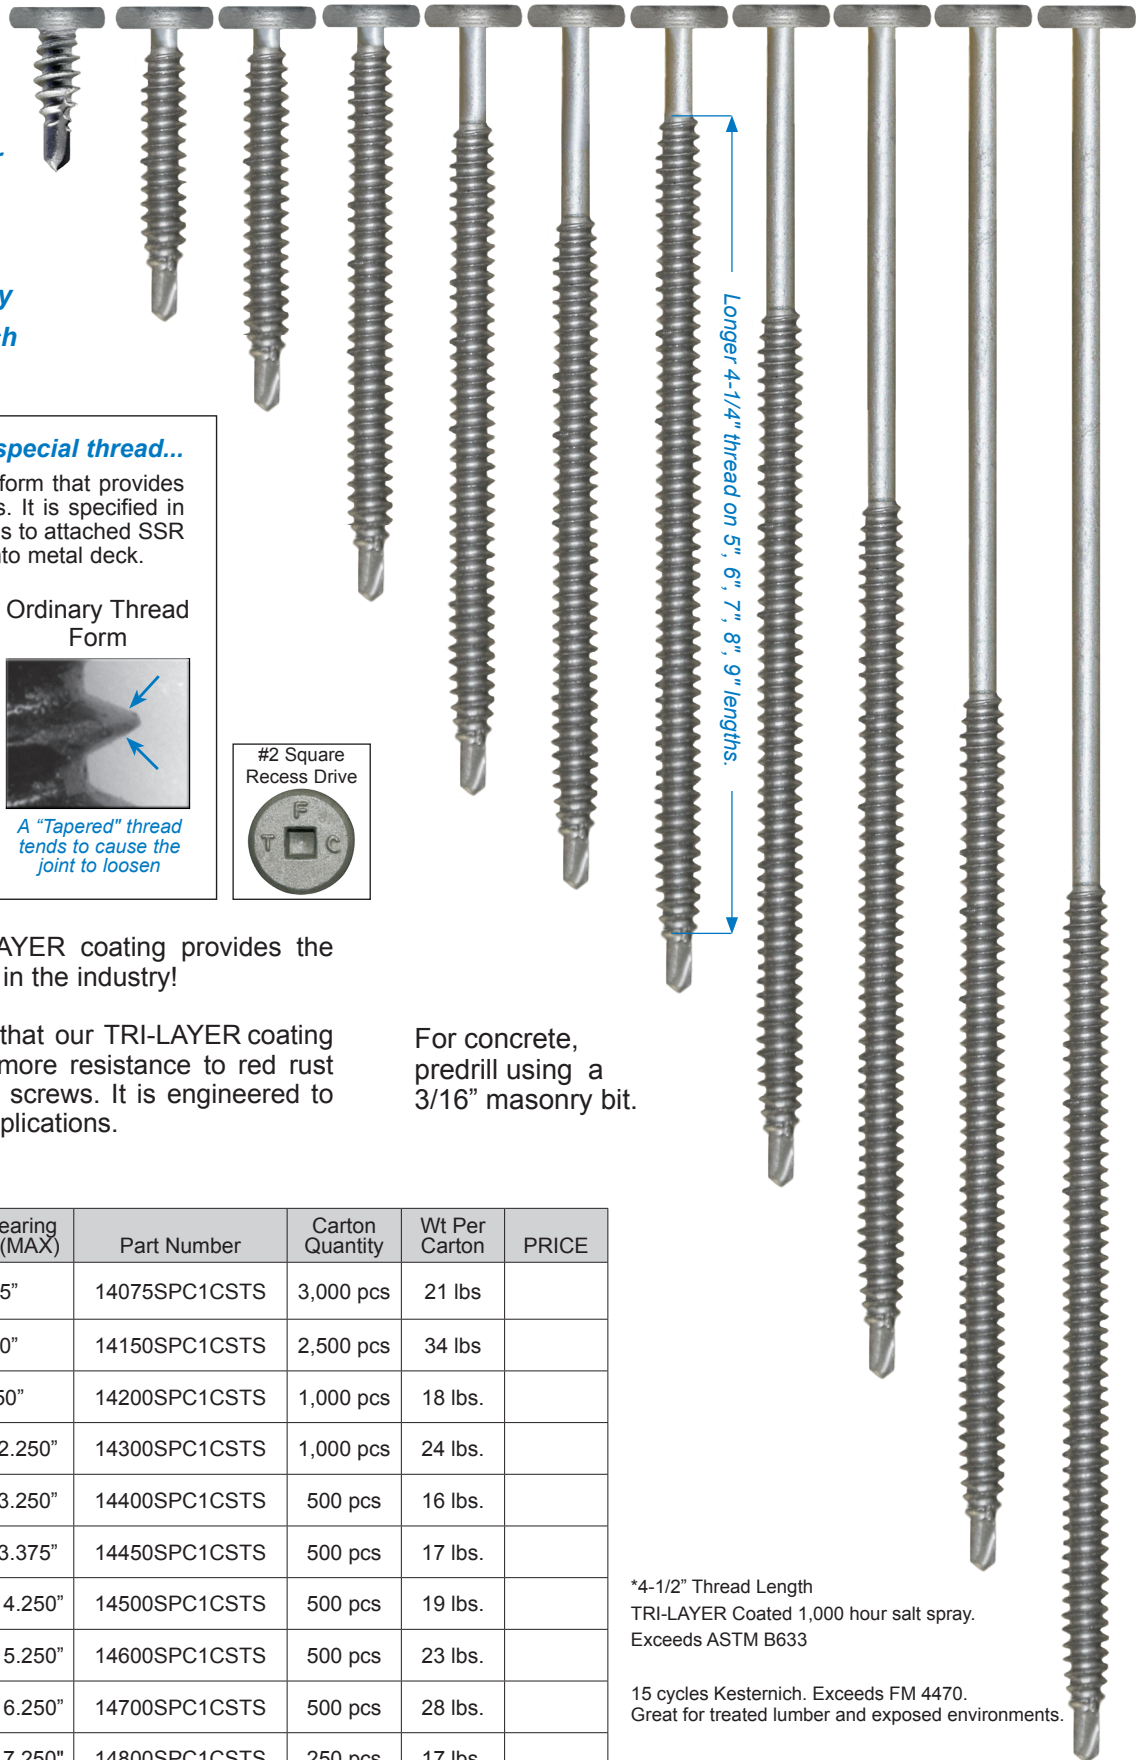 y
h
special thread...
form that provides
s. It is specified in
s to attached SSR
nto metal deck.
Ordinary Thread
Form
A “Tapered" thread
tends to cause the
joint to loosen
#2 Square
Recess Drive
F
T C
Longer 4-1/4" thread on 5", 6", 7", 8", 9" lengths.
AYER coating provides the
in the industry!
that our TRI-LAYER coating
more resistance to red rust
screws. It is engineered to
plications.
For concrete,
predrill using a
3/16” masonry bit.
earing (MAX) Part Number Carton Quantity Wt Per Carton PRICE
5” 14075SPC1CSTS 3,000 pcs 21 lbs
0” 14150SPC1CSTS 2,500 pcs 34 lbs
50” 14200SPC1CSTS 1,000 pcs 18 lbs.
2.250” 14300SPC1CSTS 1,000 pcs 24 lbs.
3.250” 14400SPC1CSTS 500 pcs 16 lbs.
3.375” 14450SPC1CSTS 500 pcs 17 lbs.
4.250” 14500SPC1CSTS 500 pcs 19 lbs.
5.250” 14600SPC1CSTS 500 pcs 23 lbs.
6.250” 14700SPC1CSTS 500 pcs 28 lbs.
7.250" 14800SPC1CSTS 250 pcs 17 lbs
*4-1/2” Thread Length
TRI-LAYER Coated 1,000 hour salt spray.
Exceeds ASTM B633
15 cycles Kesternich. Exceeds FM 4470.
Great for treated lumber and exposed environments.